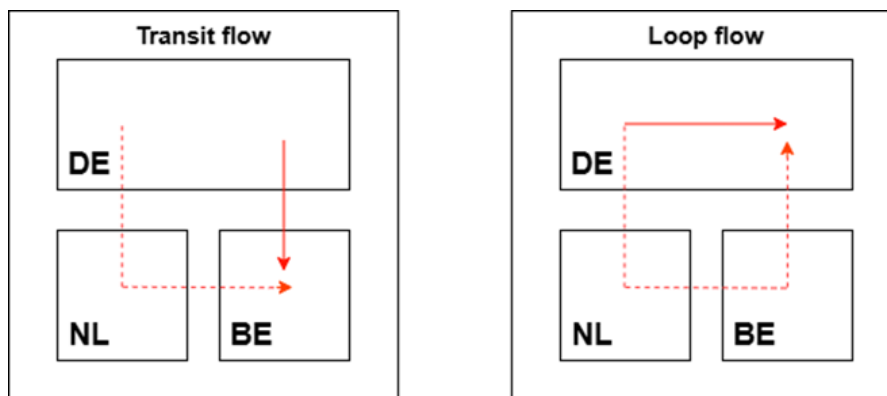 Transit flow
DE
NL
BE
Loop flow
DE
NL
BE